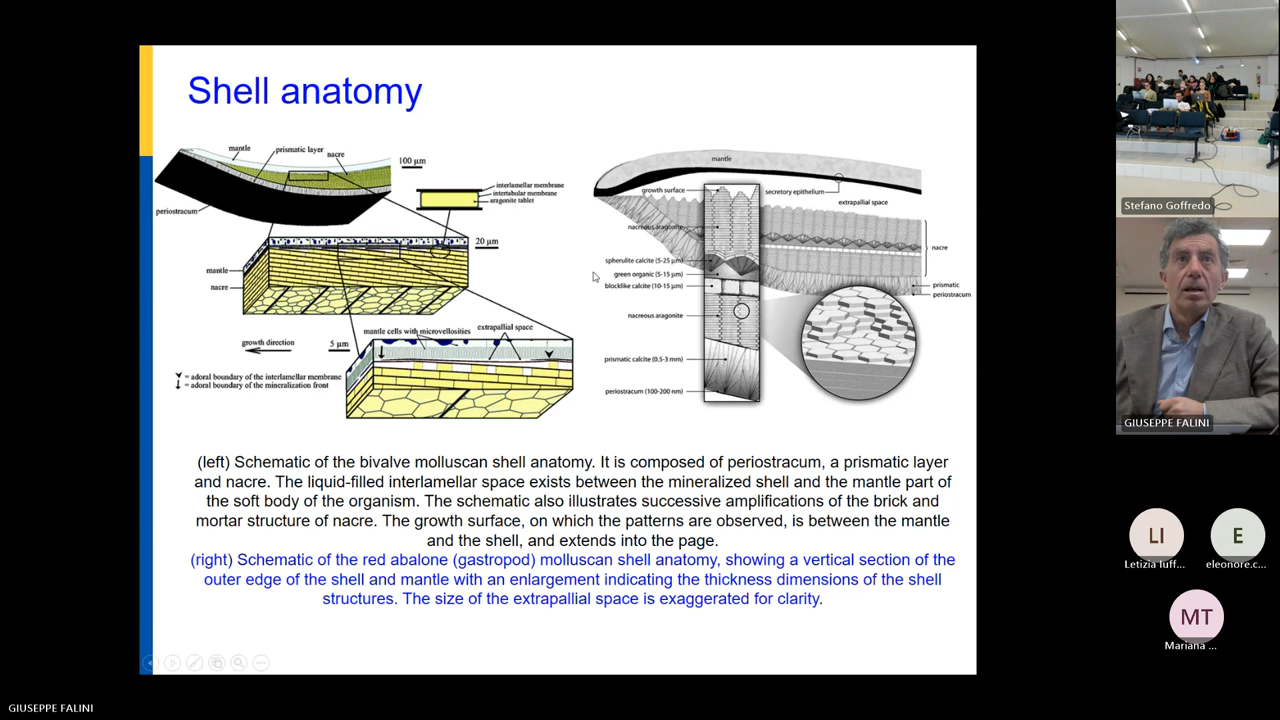 Shell anatomy
mantle
prismatic layer
nacre
100 µm
periostracum
interlamellar membrane
intertabular membrane
aragonite tablet
20 µm
mantle
nacre
mantle cells with microvellosities
extrapallial space
growth direction
5 µm
= adoral boundary of the interlamellar membrane
= adoral boundary of the mineralization front
mantle
growth surface
secretory epithelium
extrapallial space
nacreous aragonite
nacre
spherulite calcite (5-25 µm)
green organic (5-15 µm)
blocklike calcite (10-15 µm)
prismatic
periostracum
nacreous aragonite
prismatic calcite (0.5-3 mm)
periostracum (100-200 nm)
(left) Schematic of the bivalve molluscan shell anatomy. It is composed of periostracum, a prismatic layer
and nacre. The liquid-filled interlamellar space exists between the mineralized shell and the mantle part of
the soft body of the organism. The schematic also illustrates successive amplifications of the brick and
mortar structure of nacre. The growth surface, on which the patterns are observed, is between the mantle
and the shell, and extends into the page.
(right) Schematic of the red abalone (gastropod) molluscan shell anatomy, showing a vertical section of the
outer edge of the shell and mantle with an enlargement indicating the thickness dimensions of the shell
structures. The size of the extrapallial space is exaggerated for clarity.
Stefano Goffredo
GIUSEPPE FALINI
LI
Letizia Iuff...
E
eleonore.c...
MT
Mariana ...
GIUSEPPE FALINI